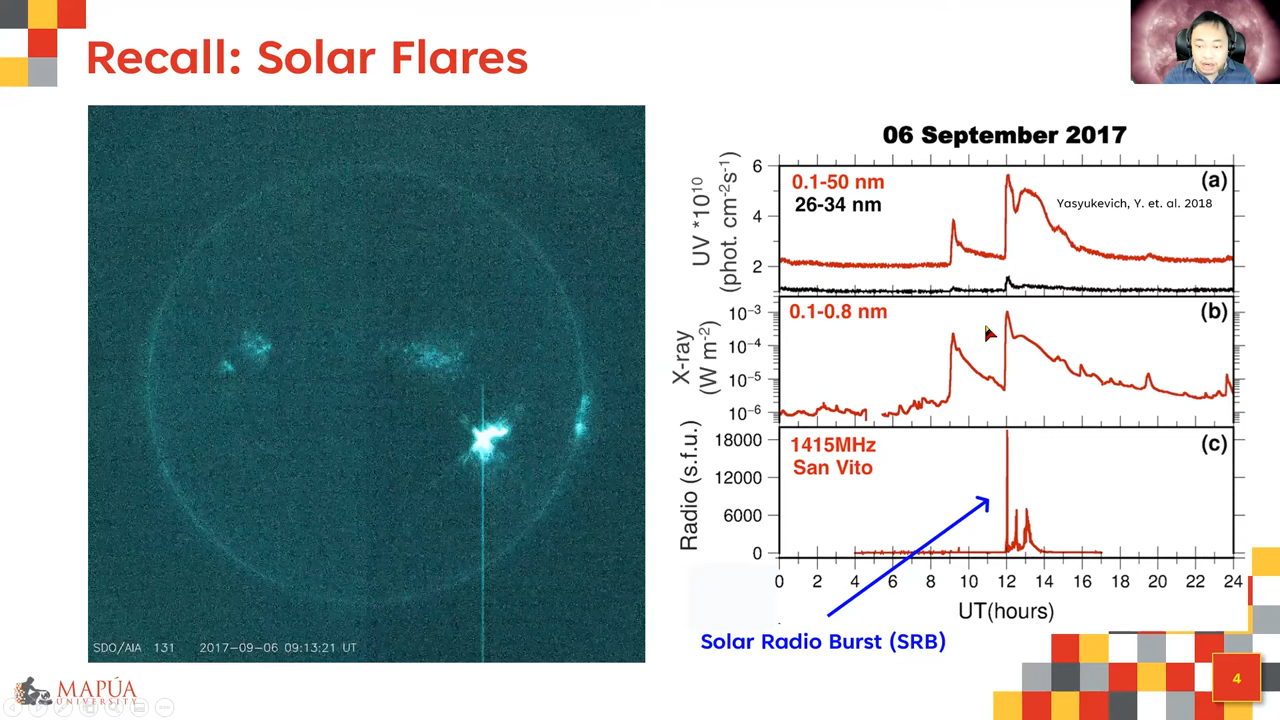 Recall: Solar Flares
SDO/AIA 131 2017-09-06 09:13:21 UT
06 September 2017
UV *10¹⁰
(phot. cm⁻²s⁻¹)
6
4
2
0.1-50 nm
26-34 nm
(a)
Yasyukevich, Y. et. al. 2018
X-ray
(W m⁻²)
10⁻³
10⁻⁴
10⁻⁵
10⁻⁶
0.1-0.8 nm
(b)
Radio (s.f.u.)
18000
12000
6000
0
1415MHz
San Vito
(c)
0 2 4 6 8 10 12 14 16 18 20 22 24
UT(hours)
Solar Radio Burst (SRB)
MAPÚA
UNIVERSITY
4